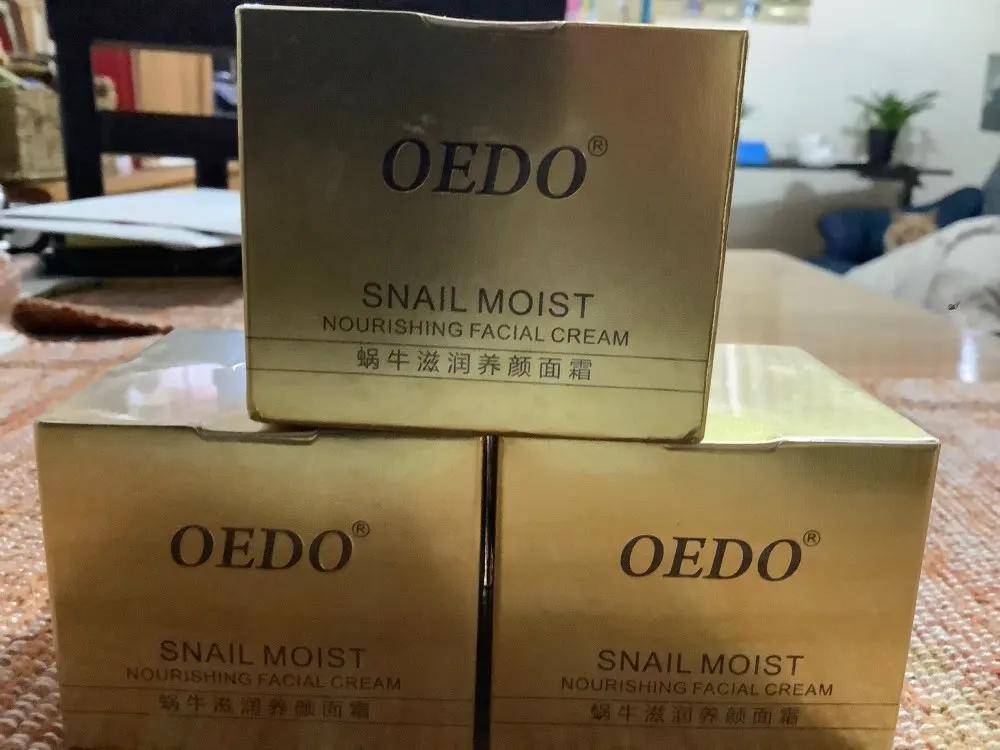 OEDO®
SNAIL MOIST
NOURISHING FACIAL CREAM
蜗牛滋润养颜面霜
OEDO®
SNAIL MOIST
NOURISHING FACIAL CREAM
蜗牛滋润养颜面霜
OEDO®
SNAIL MOIST
NOURISHING FACIAL CREAM
蜗牛滋润养颜面霜